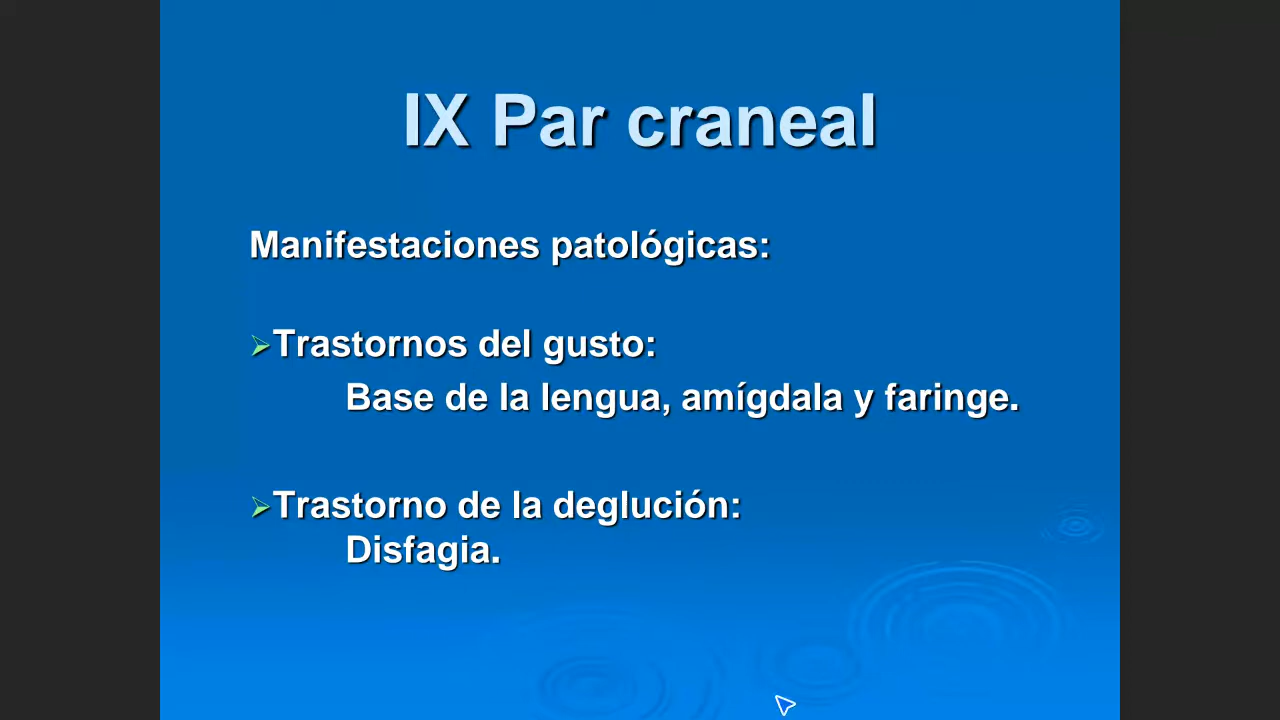 IX Par craneal
Manifestaciones patológicas:
Trastornos del gusto:
Base de la lengua, amígdala y faringe.
Trastorno de la deglución:
Disfagia.